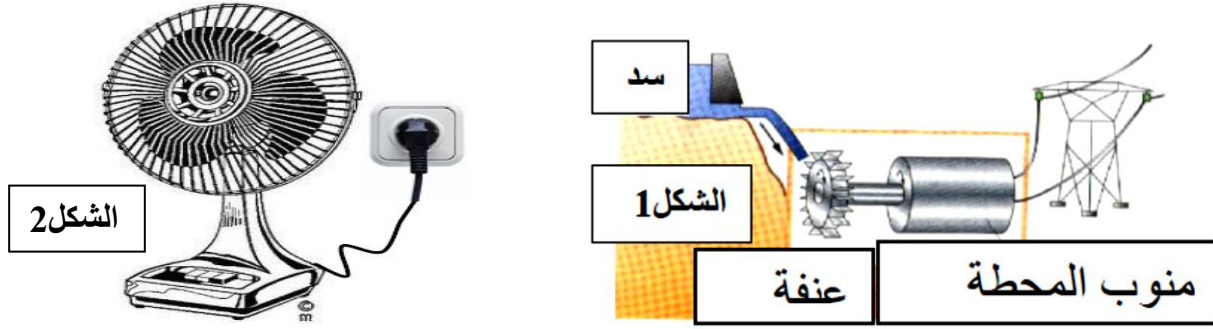 سد
الشكل1
عنفة
منوب المحطة
الشكل2
©
m